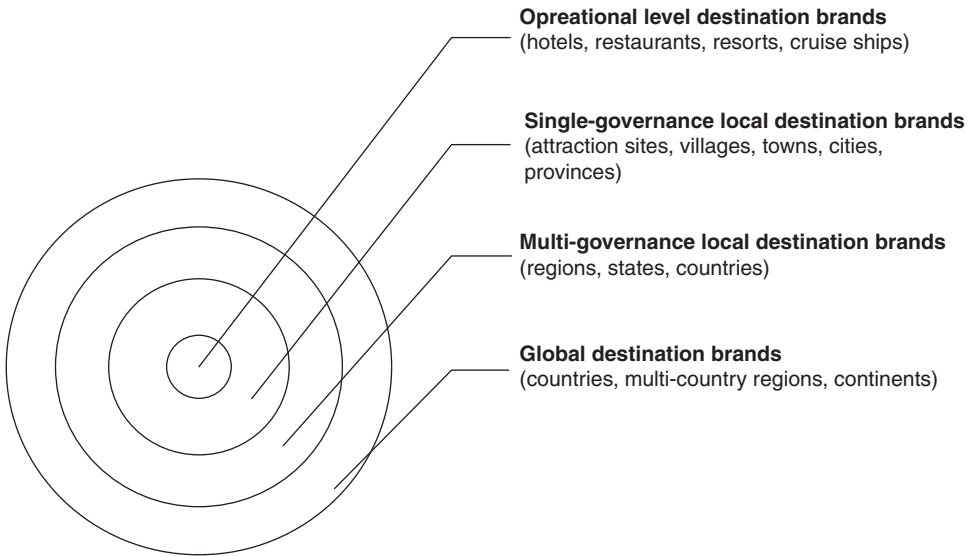 Opreational level destination brands
(hotels, restaurants, resorts, cruise ships)
Single-governance local destination brands
(attraction sites, villages, towns, cities,
provinces)
Multi-governance local destination brands
(regions, states, countries)
Global destination brands
(countries, multi-country regions, continents)